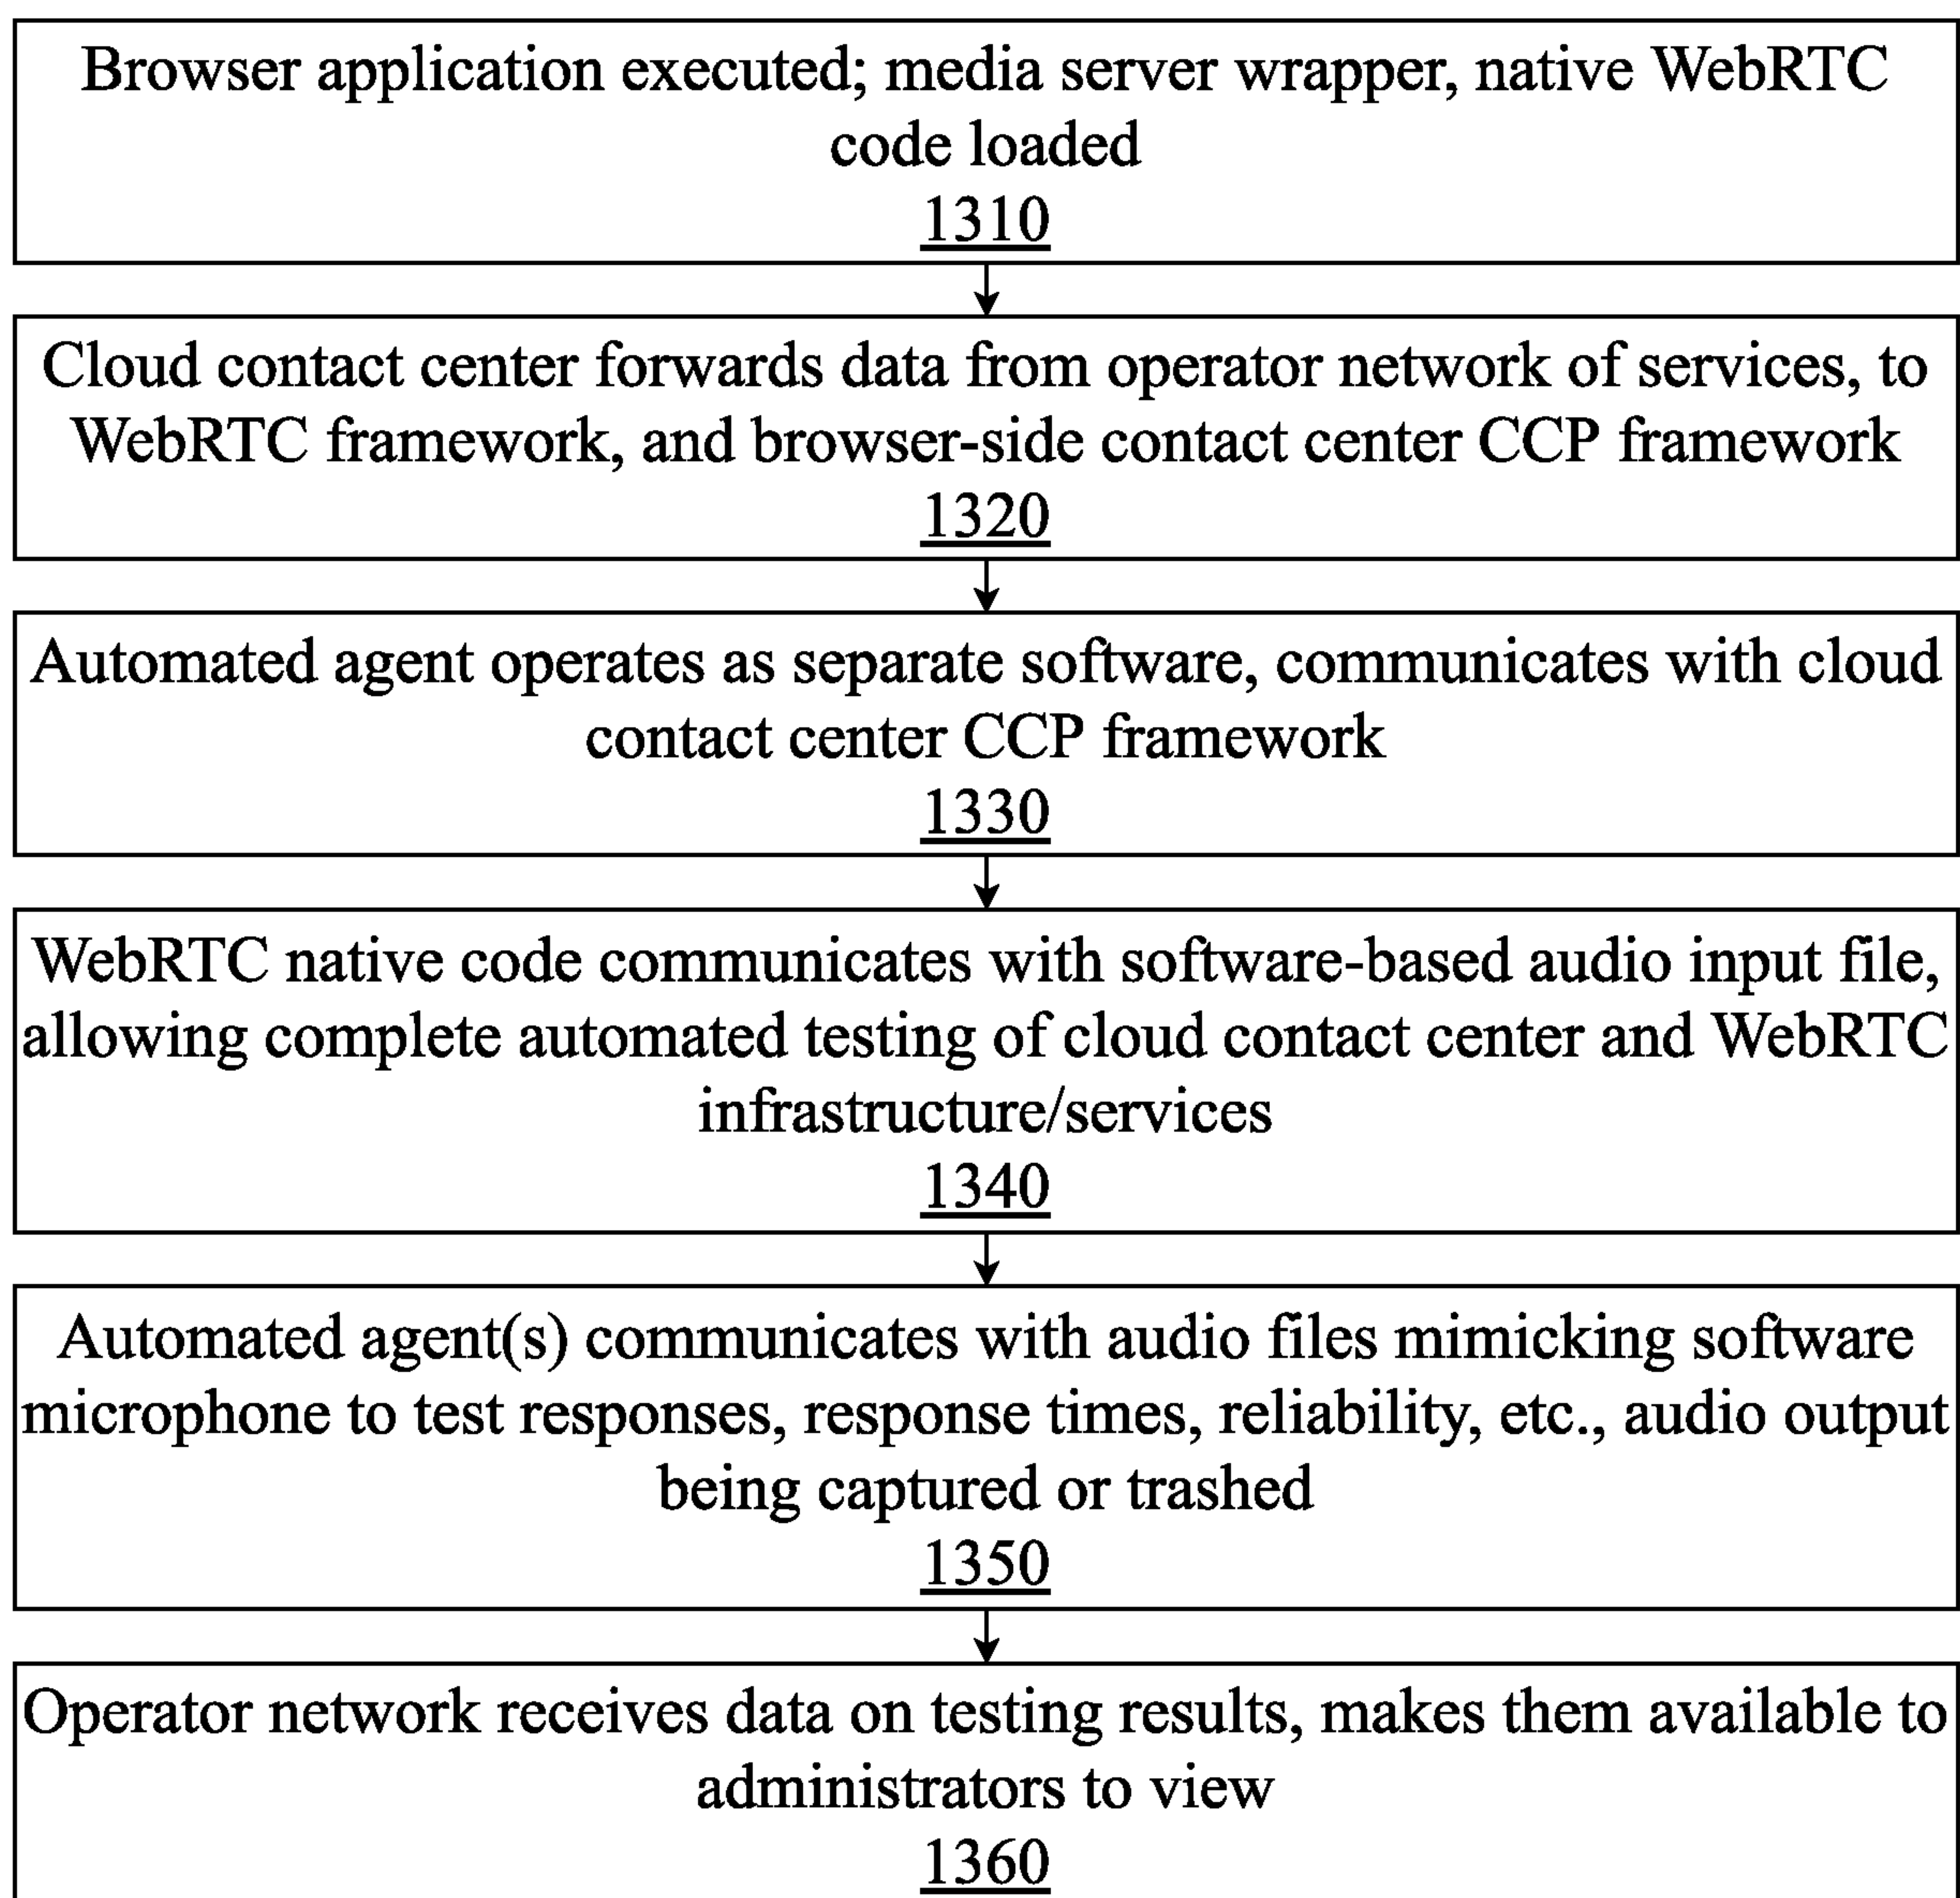 Browser application executed; media server wrapper, native WebRTC
code loaded
1310
Cloud contact center forwards data from operator network of services, to
WebRTC framework, and browser-side contact center CCP framework
1320
Automated agent operates as separate software, communicates with cloud
contact center CCP framework
1330
WebRTC native code communicates with software-based audio input file,
allowing complete automated testing of cloud contact center and WebRTC
infrastructure/services
1340
Automated agent(s) communicates with audio files mimicking software
microphone to test responses, response times, reliability, etc., audio output
being captured or trashed
1350
Operator network receives data on testing results, makes them available to
administrators to view
1360